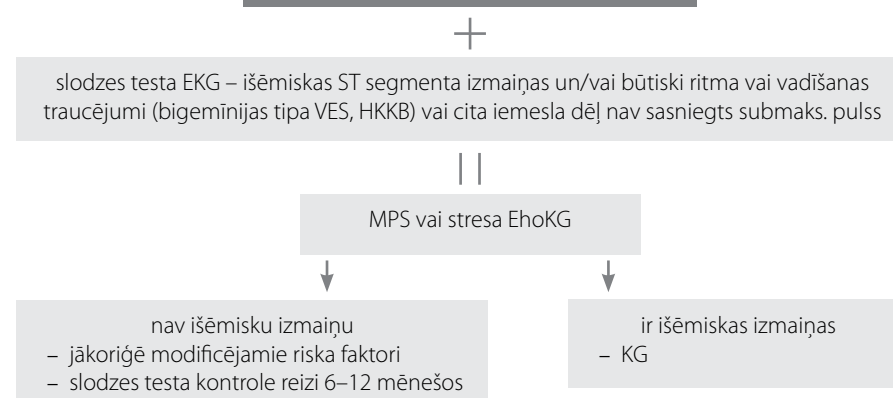 +
slodzes testa EKG – išēmiskas ST segmenta izmaiņas un/vai būtiski ritma vai vadīšanas
traucējumi (bigemīnijas tipa VES, HKKB) vai cita iemesla dēļ nav sasniegts submaks. pulss
MPS vai stresa EhoKG
nav išēmisku izmaiņu
– jākoriģē modificējamie riska faktori
– slodzes testa kontrole reizi 6–12 mēnešos
ir išēmiskas izmaiņas
– KG